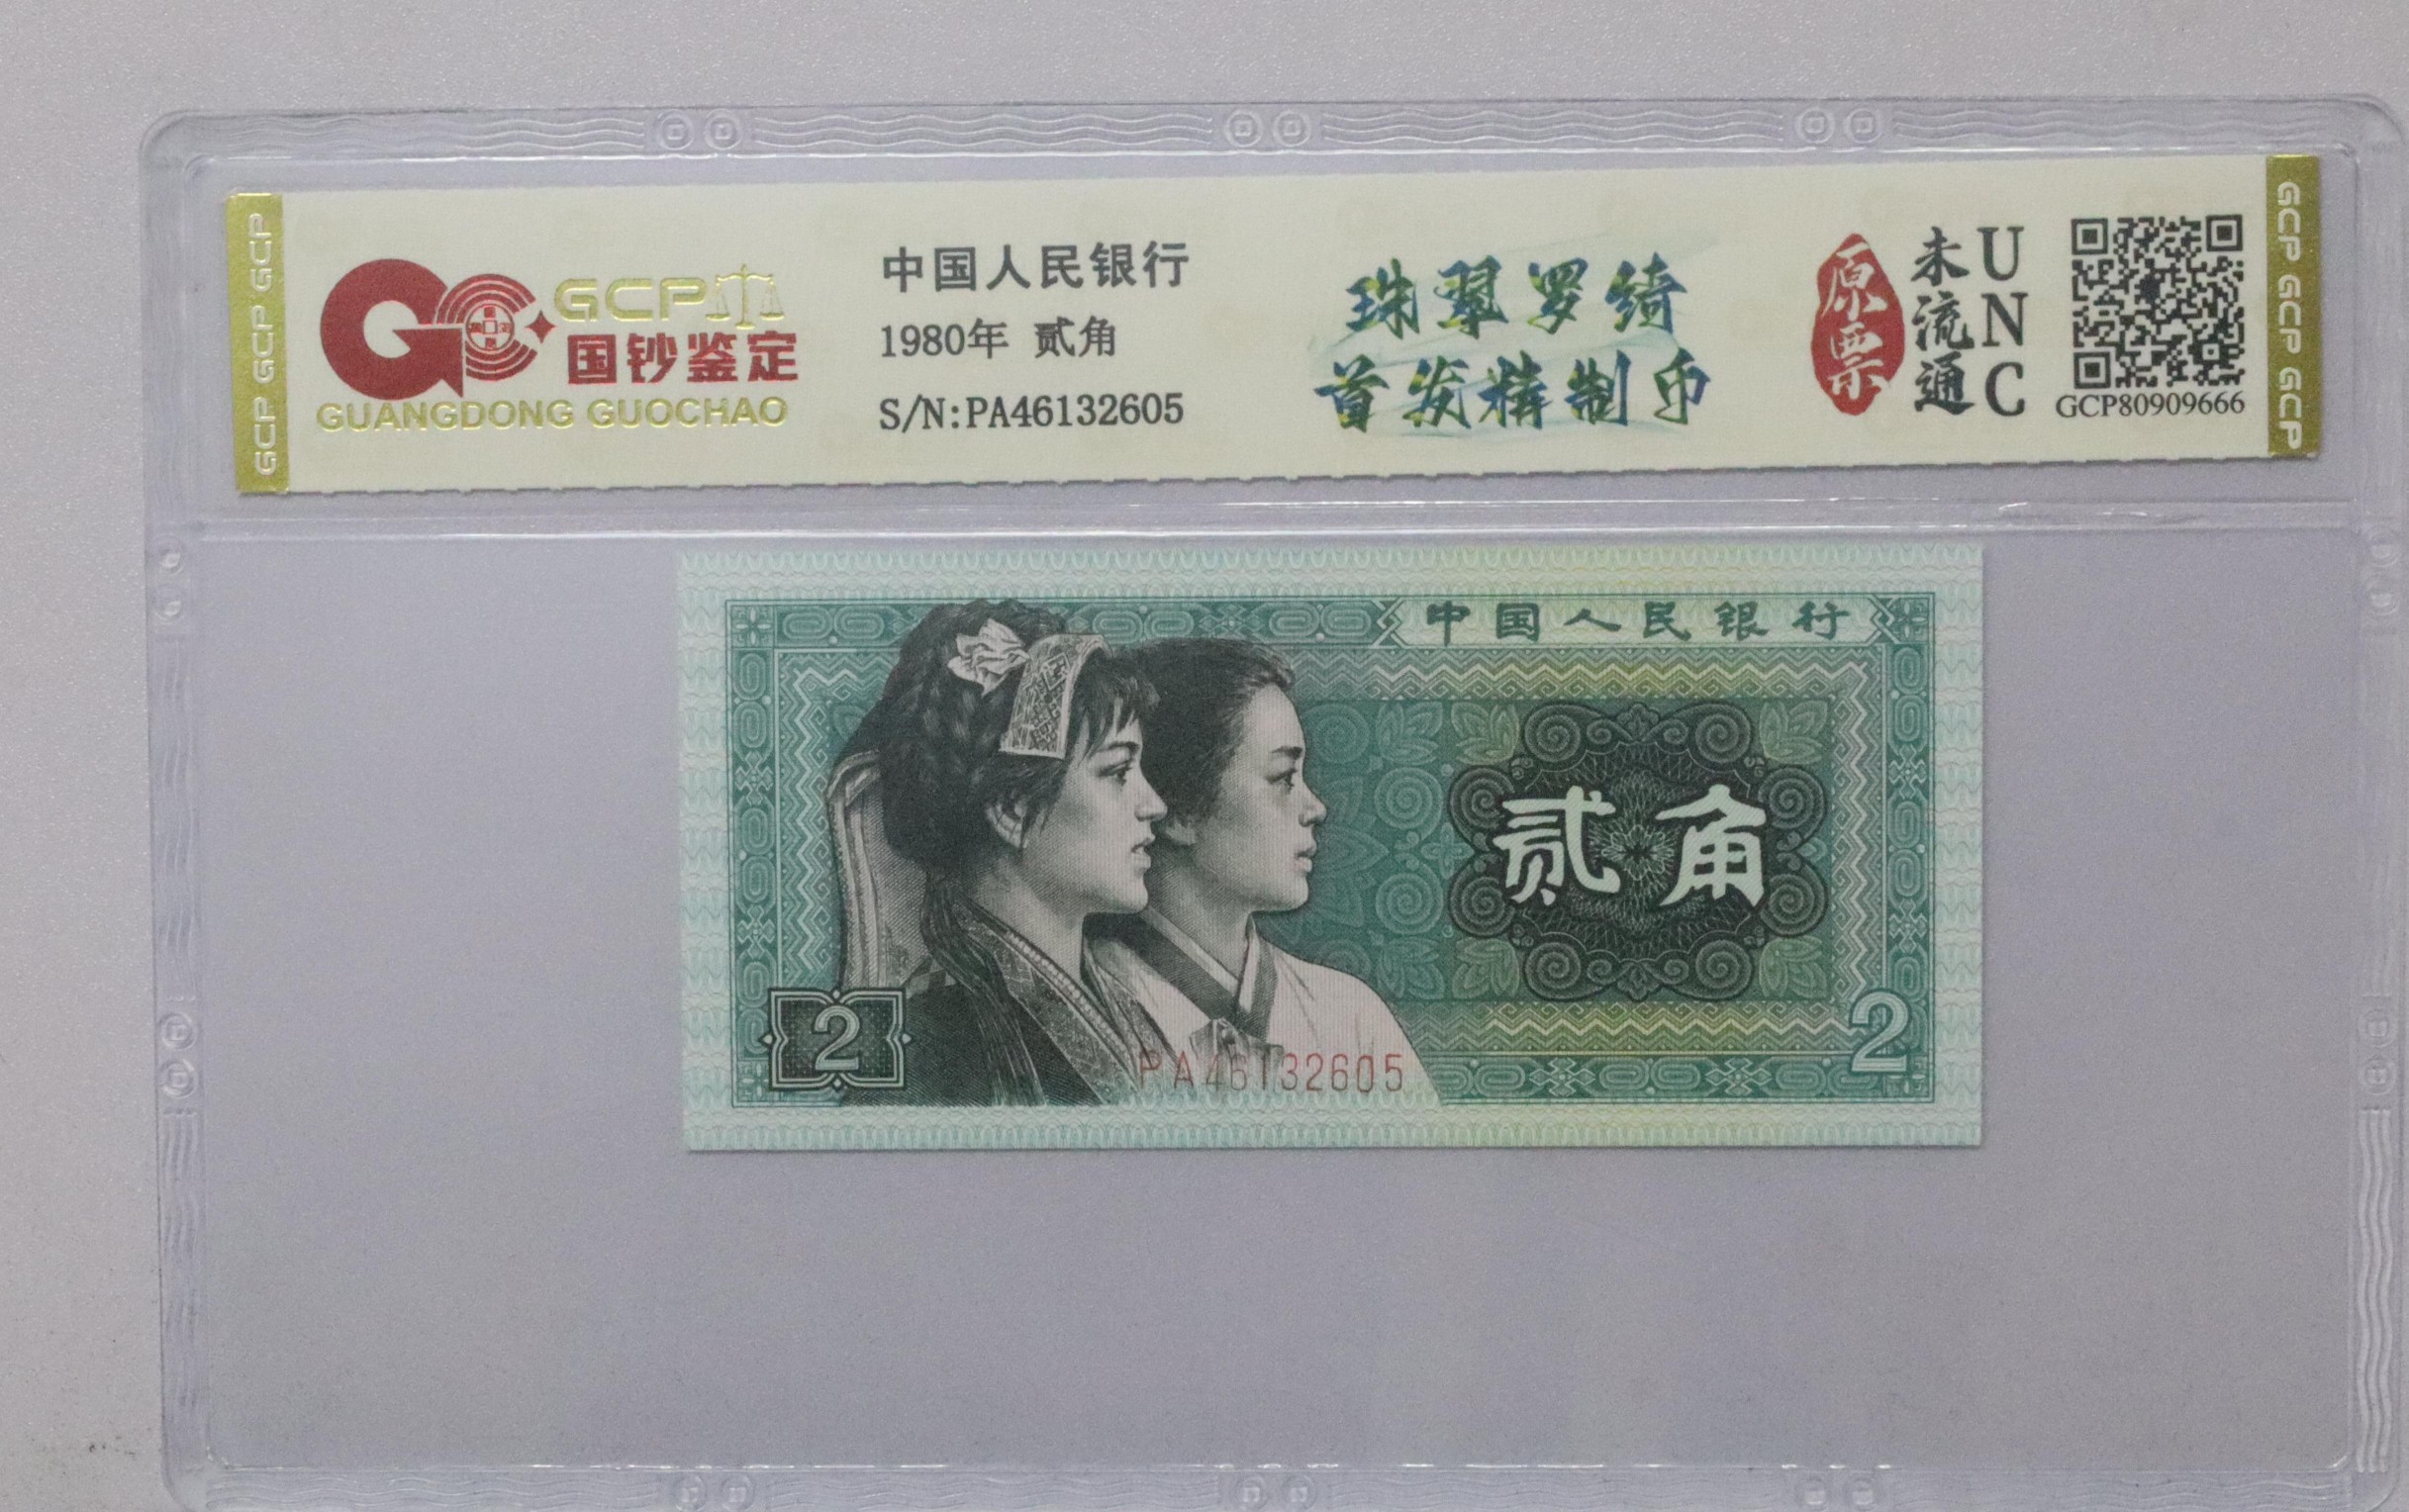 GCP GCP GCP GCP
GCP
国钞鉴定
GUANGDONG GUOCHAO
中国人民银行
1980年 贰角
S/N:PA46132605
珠翠罗绮
首发精制币
原票
未流通
UNC
GCP80909666
GCP GCP GCP GCP
中国人民银行
贰角
2
2
PA46132605